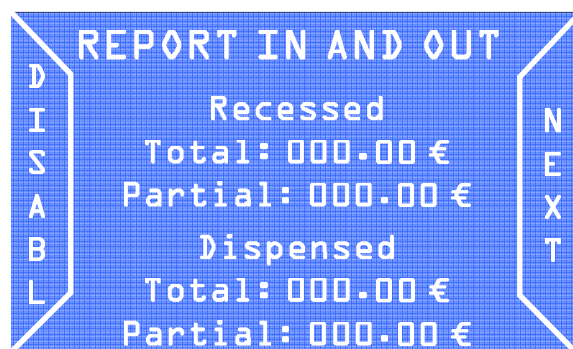 REPORT IN AND OUT
DISABL
Recessed
Total: 000.00 €
Partial: 000.00 €
Dispensed
Total: 000.00 €
Partial: 000.00 €
NEXT